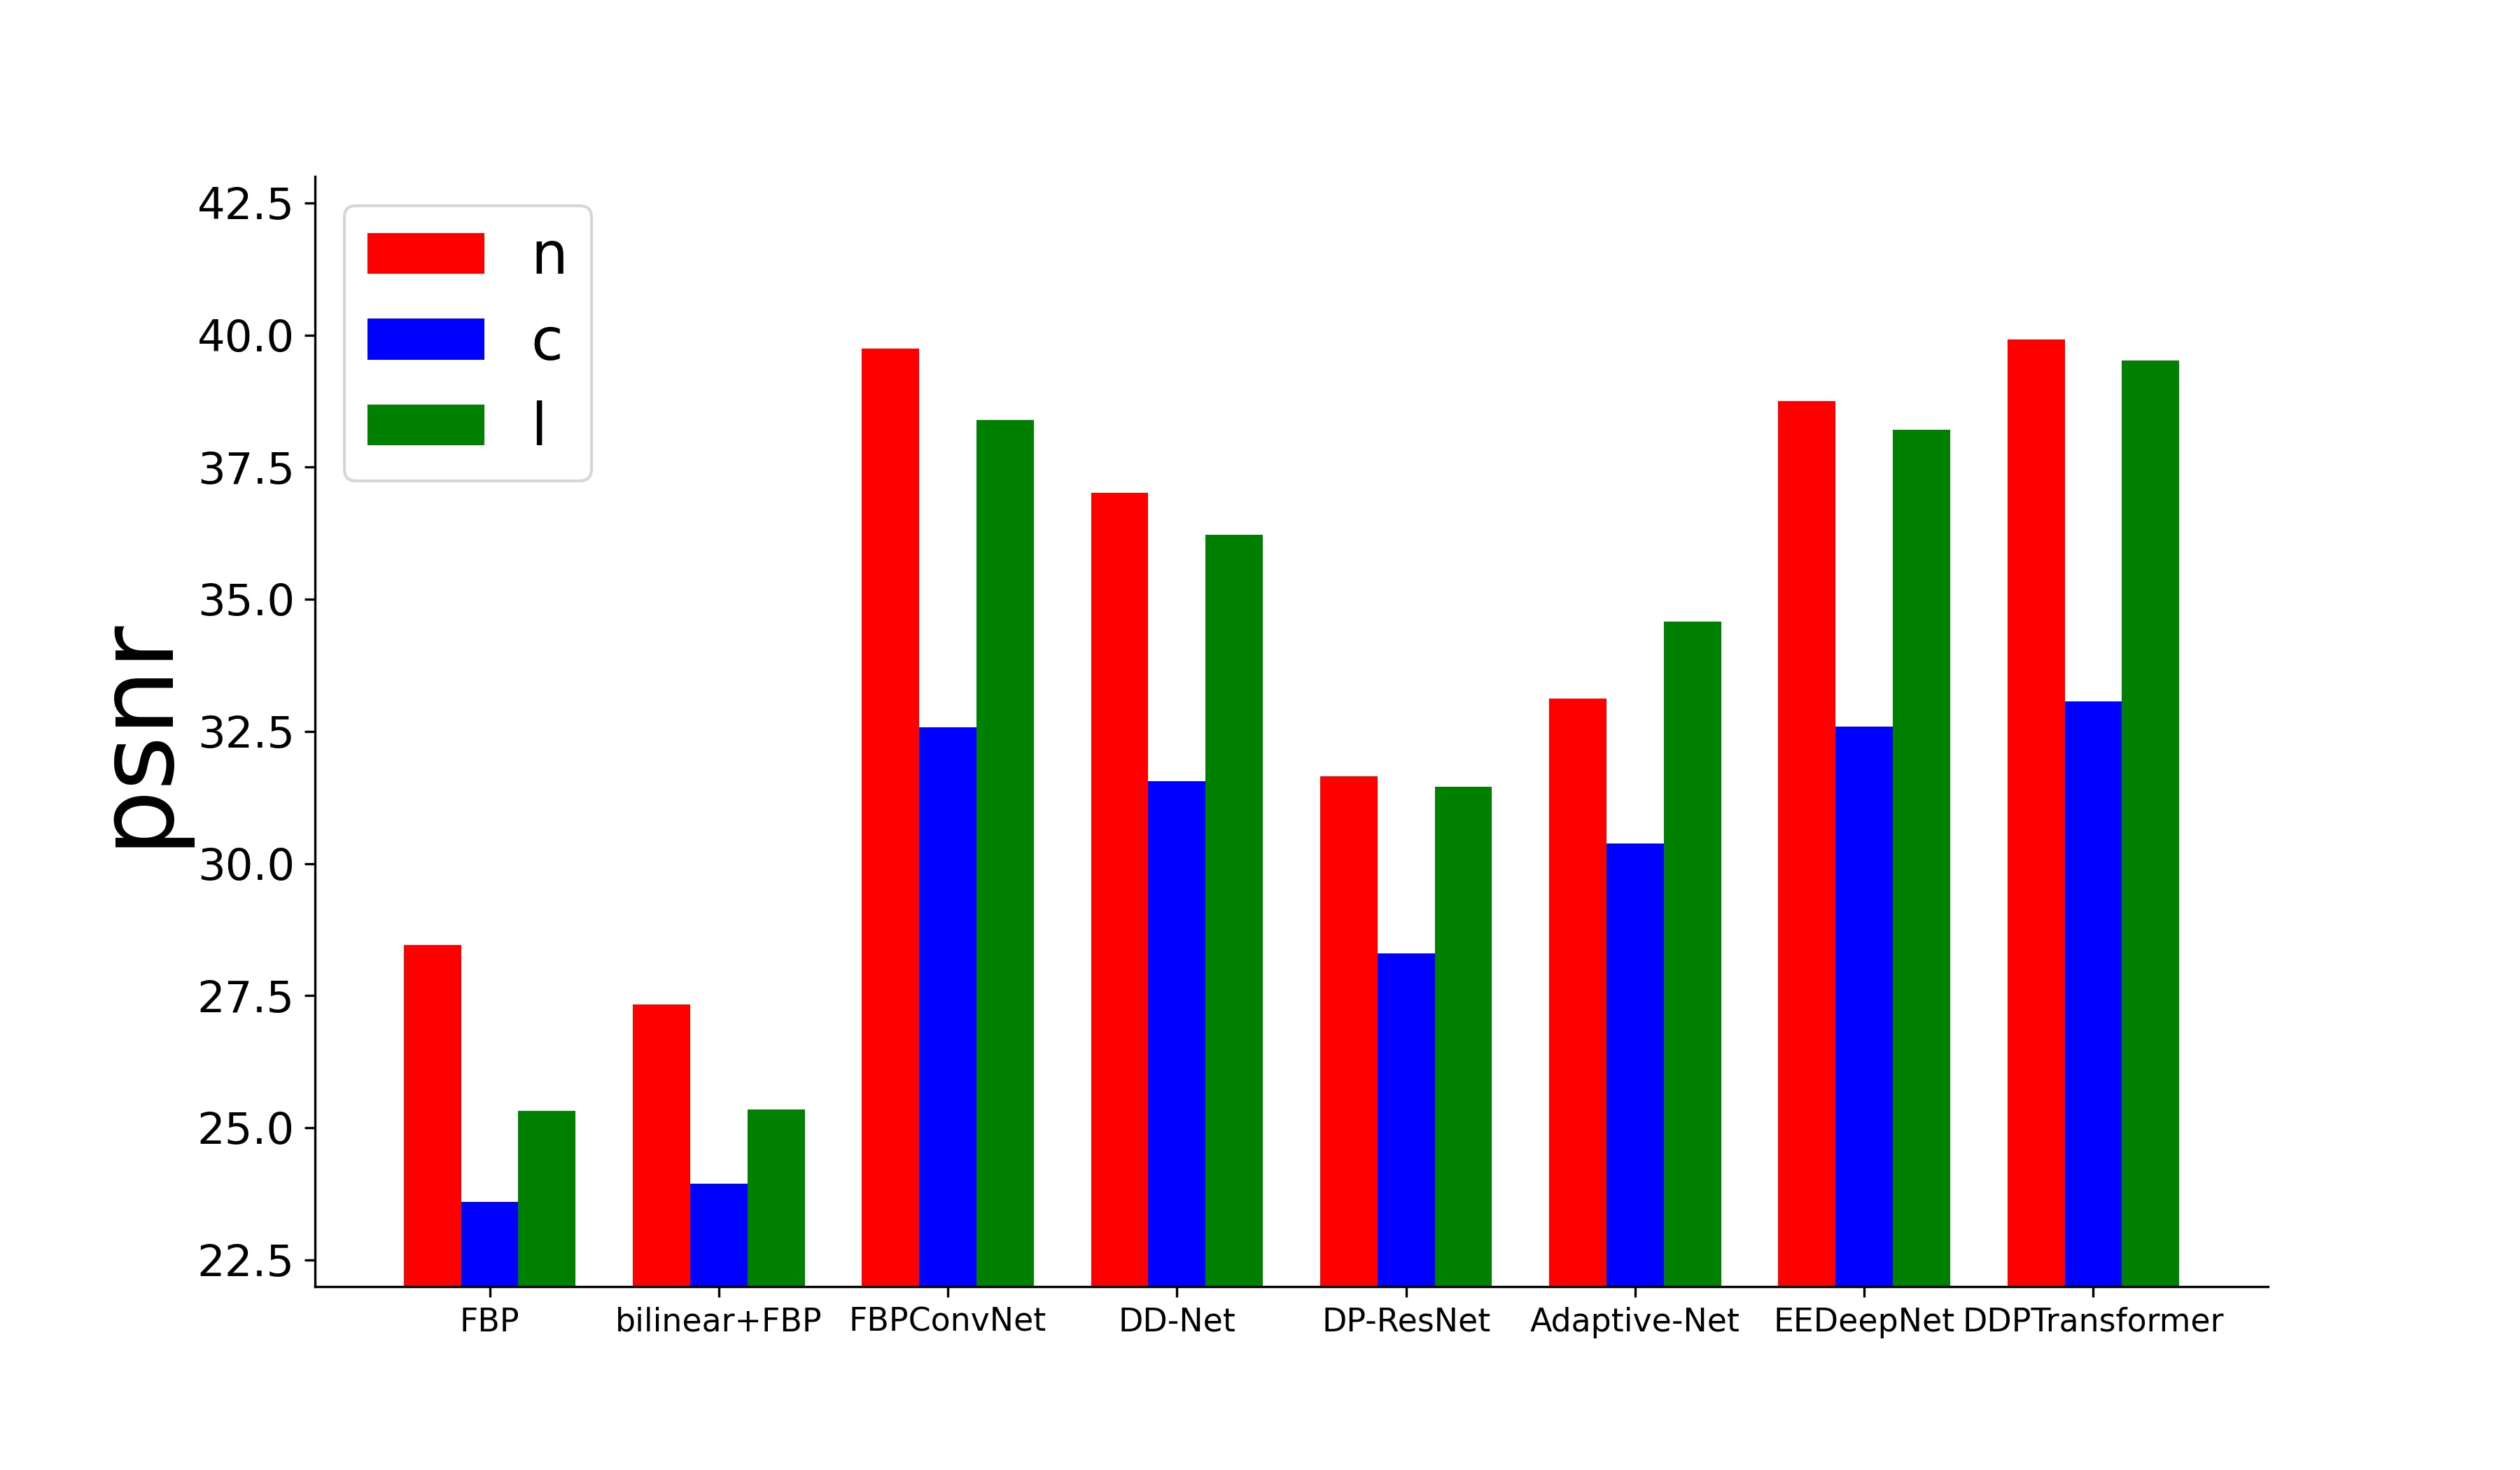 psnr
42.5
40.0
37.5
35.0
32.5
30.0
27.5
25.0
22.5
n
c
l
FBP bilinear+FBP FBPConvNet DD-Net DP-ResNet Adaptive-Net EEDeepNet DDPTransformer